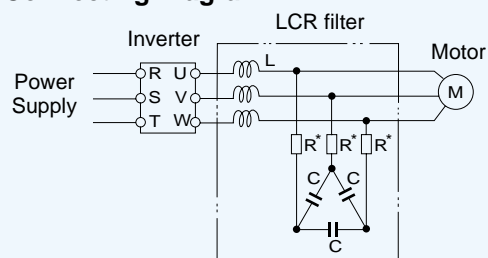 LCR filter
Inverter
Motor
Power
Supply
R U
S V
T W
L
M
R* R* R*
C C
C